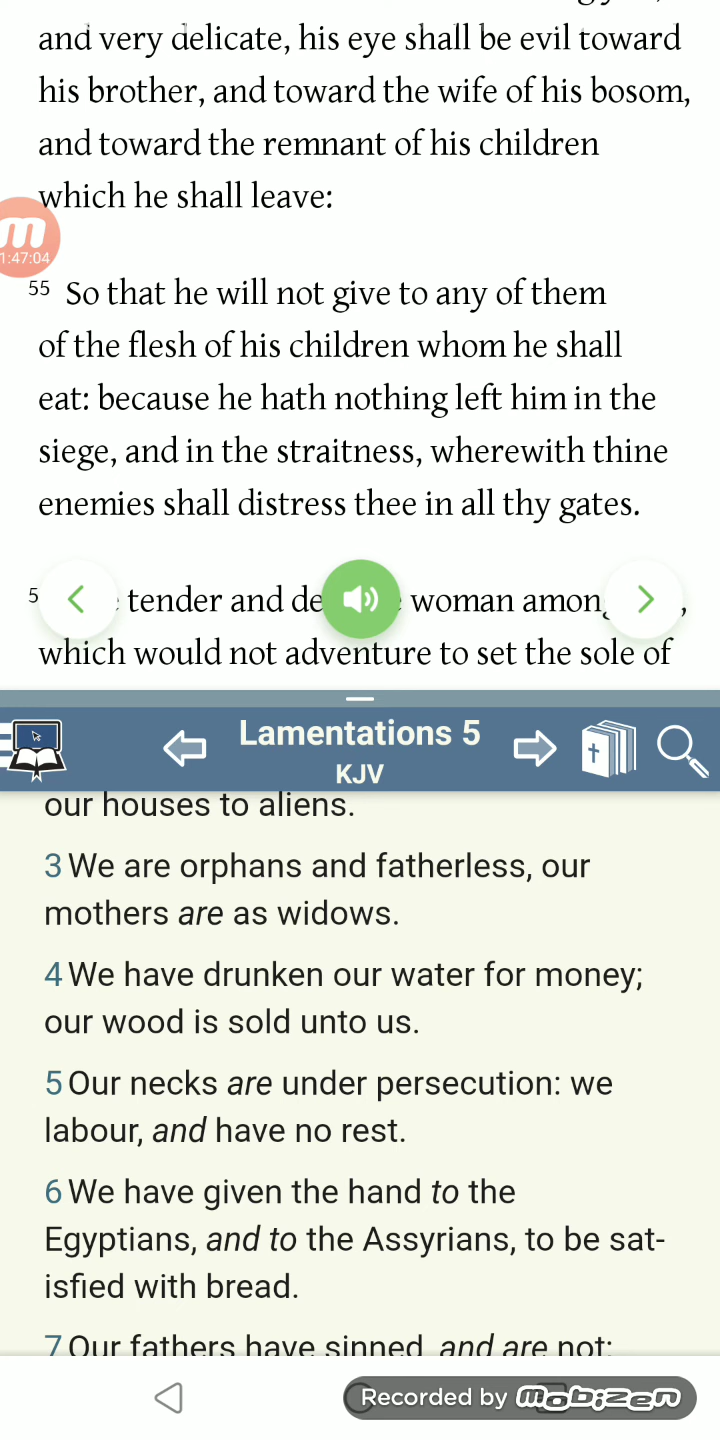 and very delicate, his eye shall be evil toward
his brother, and toward the wife of his bosom,
and toward the remnant of his children
which he shall leave:
1:47:04
55 So that he will not give to any of them
of the flesh of his children whom he shall
eat: because he hath nothing left him in the
siege, and in the straitness, wherewith thine
enemies shall distress thee in all thy gates.
tender and woman
which would not adventure to set the sole of
Lamentations 5
KJV
our houses to aliens.
3 We are orphans and fatherless, our
mothers are as widows.
4 We have drunken our water for money;
our wood is sold unto us.
5 Our necks are under persecution: we
labour, and have no rest.
6 We have given the hand to the
Egyptians, and to the Assyrians, to be sat-
isfied with bread.
7 Our fathers have sinned, and are not;
Recorded by mobizen